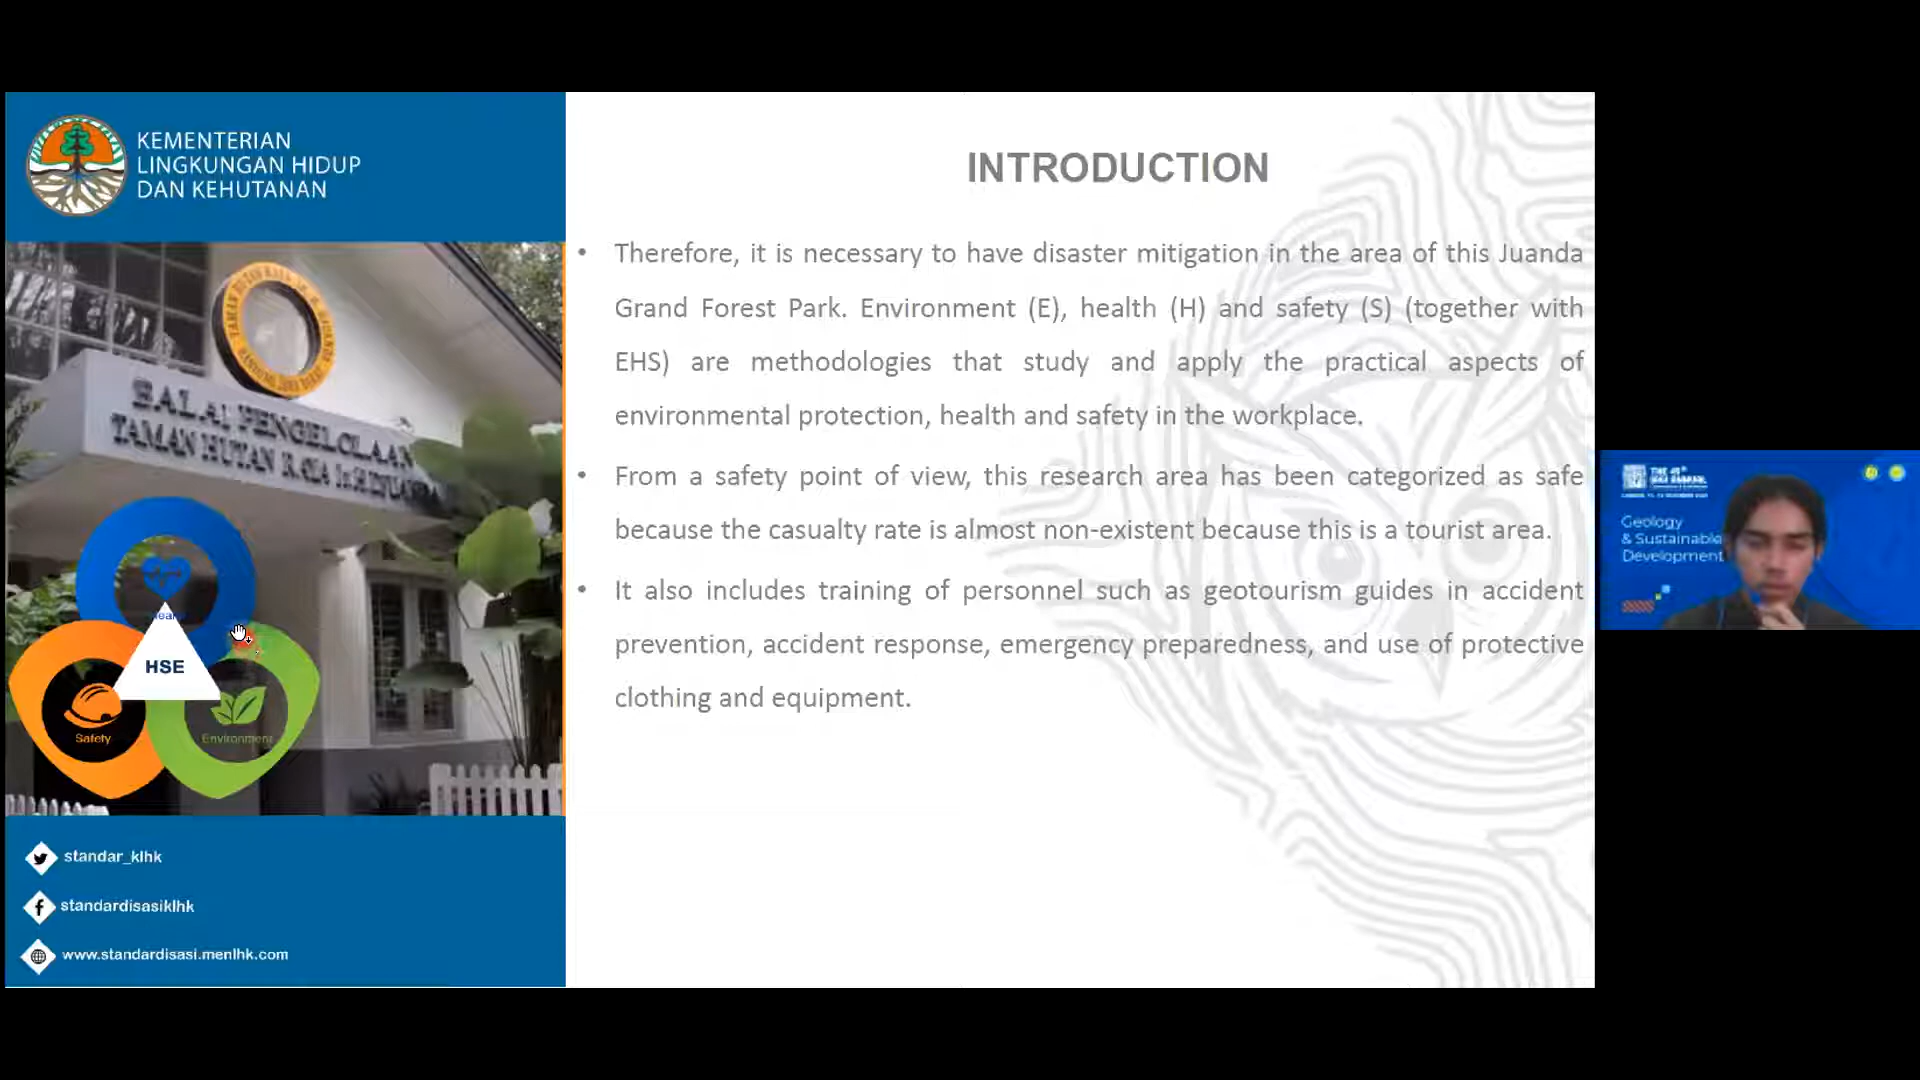 KEMENTERIAN
LINGKUNGAN HIDUP
DAN KEHUTANAN
BALAI PENGELOLAAN
TAMAN HUTAN RAYA Ir.H.DJUANDA
HSE
Safety
Environment
standar_klhk
standardisasiklhk
www.standardisasi.menlhk.com
INTRODUCTION
• Therefore, it is necessary to have disaster mitigation in the area of this Juanda
Grand Forest Park. Environment (E), health (H) and safety (S) (together with
EHS) are methodologies that study and apply the practical aspects of
environmental protection, health and safety in the workplace.
• From a safety point of view, this research area has been categorized as safe
because the casualty rate is almost non-existent because this is a tourist area.
• It also includes training of personnel such as geotourism guides in accident
prevention, accident response, emergency preparedness, and use of protective
clothing and equipment.
Geology
& Sustainable
Development